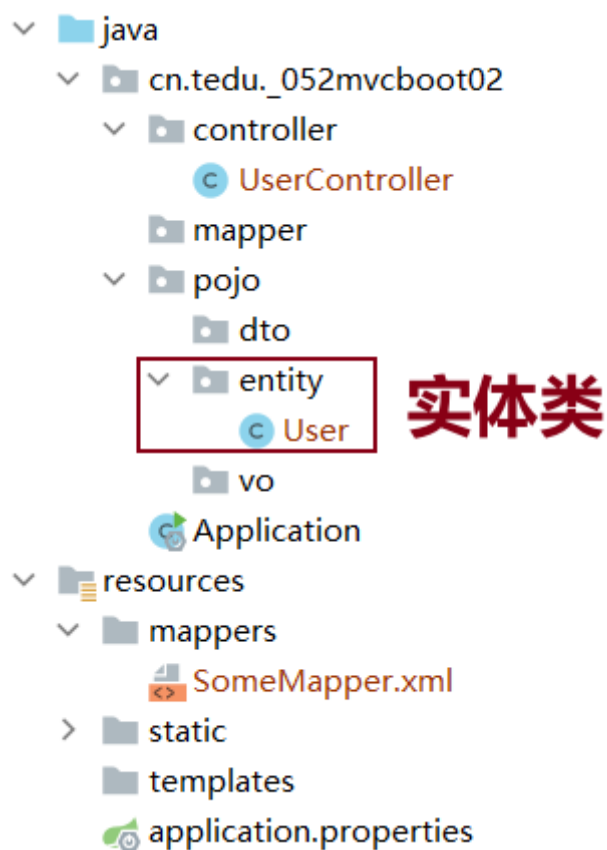 java
cn.tedu._052mvcboot02
controller
UserController
mapper
pojo
dto
entity
User
实体类
vo
Application
resources
mappers
SomeMapper.xml
static
templates
application.properties